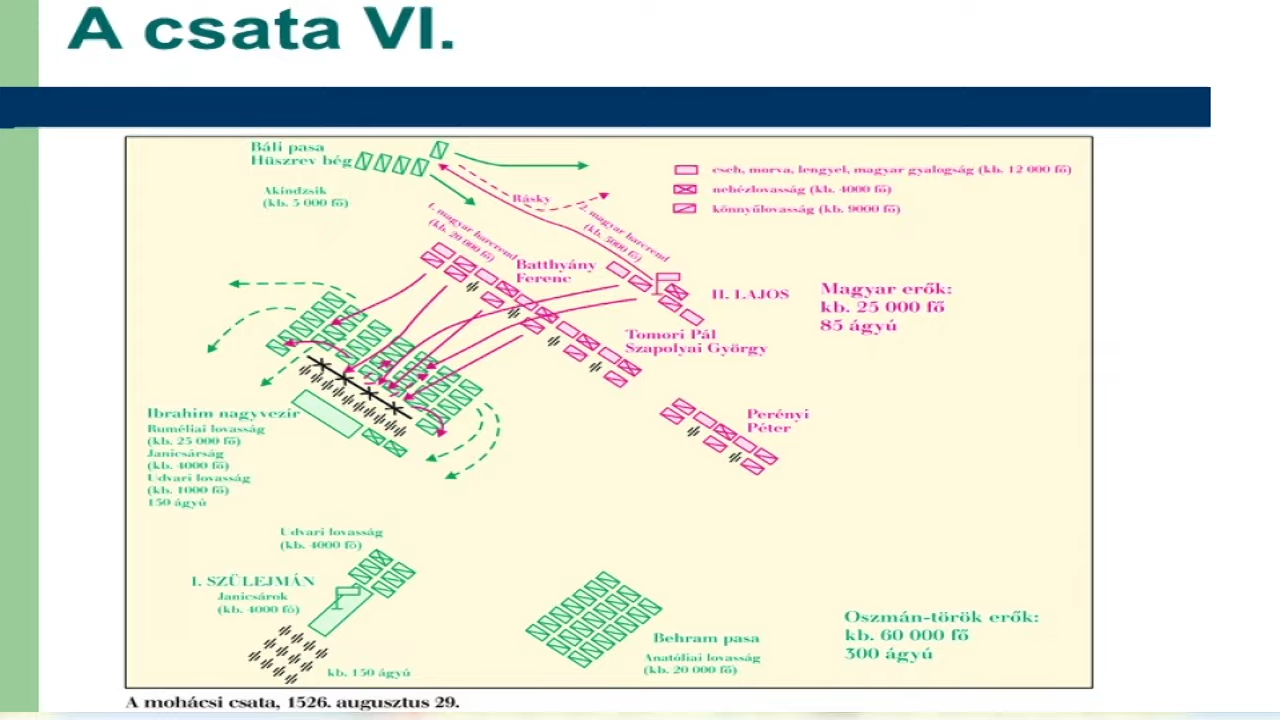 A csata VI.
Báli pasa
Hüszrev bég
Akindzsik
(kb. 5 000 fő)
cseh, morva, lengyel, magyar gyalogság (kb. 12 000 fő)
nehézlovasság (kb. 4000 fő)
könnyűlovasság (kb. 9000 fő)
Rásky
1. magyar harcrend
(kb. 20 000 fő)
2. magyar harcrend
(kb. 5000 fő)
Batthyány
Ferenc
II. LAJOS
Magyar erők:
kb. 25 000 fő
85 ágyú
Tomori Pál
Szapolyai György
Perényi
Péter
Ibrahim nagyvezír
Ruméliai lovasság
(kb. 25 000 fő)
Janicsárság
(kb. 4000 fő)
Udvari lovasság
(kb. 1000 fő)
150 ágyú
Udvari lovasság
(kb. 4000 fő)
I. SZÜLEJMÁN
Janicsárok
(kb. 4000 fő)
kb. 150 ágyú
Behram pasa
Anatóliai lovasság
(kb. 20 000 fő)
Oszmán-török erők:
kb. 60 000 fő
300 ágyú
A mohácsi csata, 1526. augusztus 29.